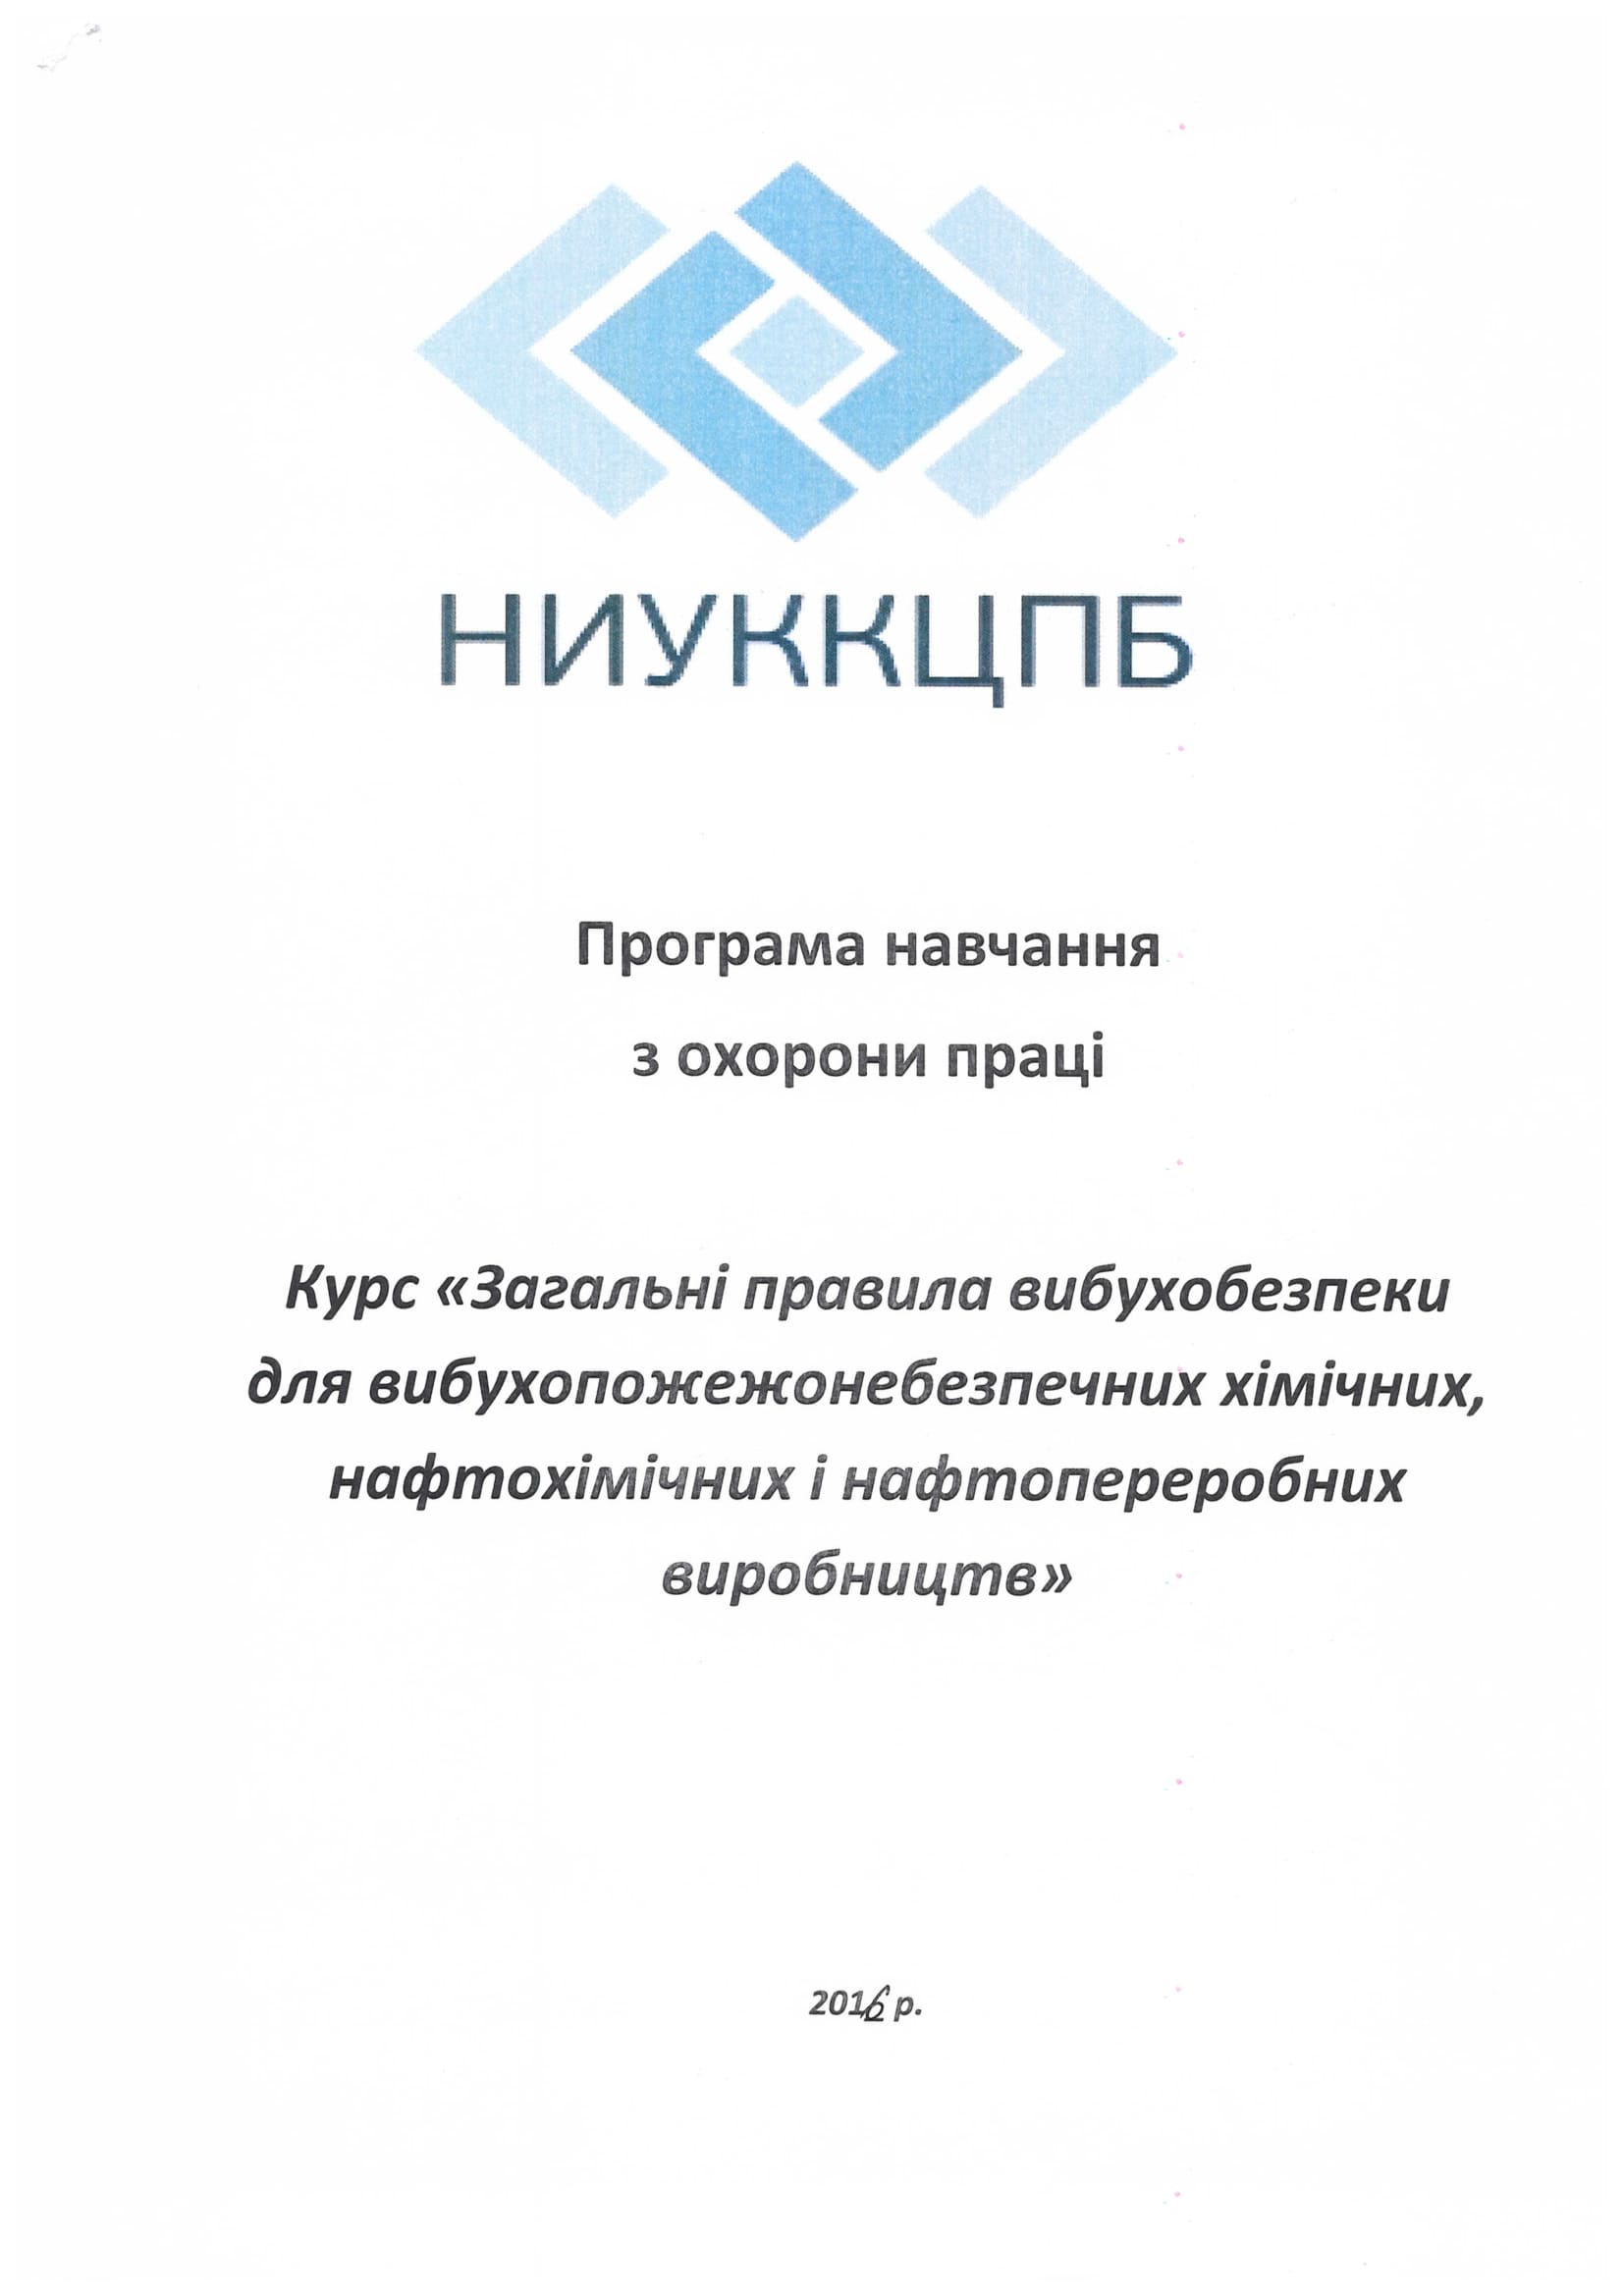 НИУККЦПБ
Програма навчання
з охорони праці
Курс «Загальні правила вибухобезпеки
для вибухопожежонебезпечних хімічних,
нафтохімічних і нафтопереробних
виробництв»
2016 р.